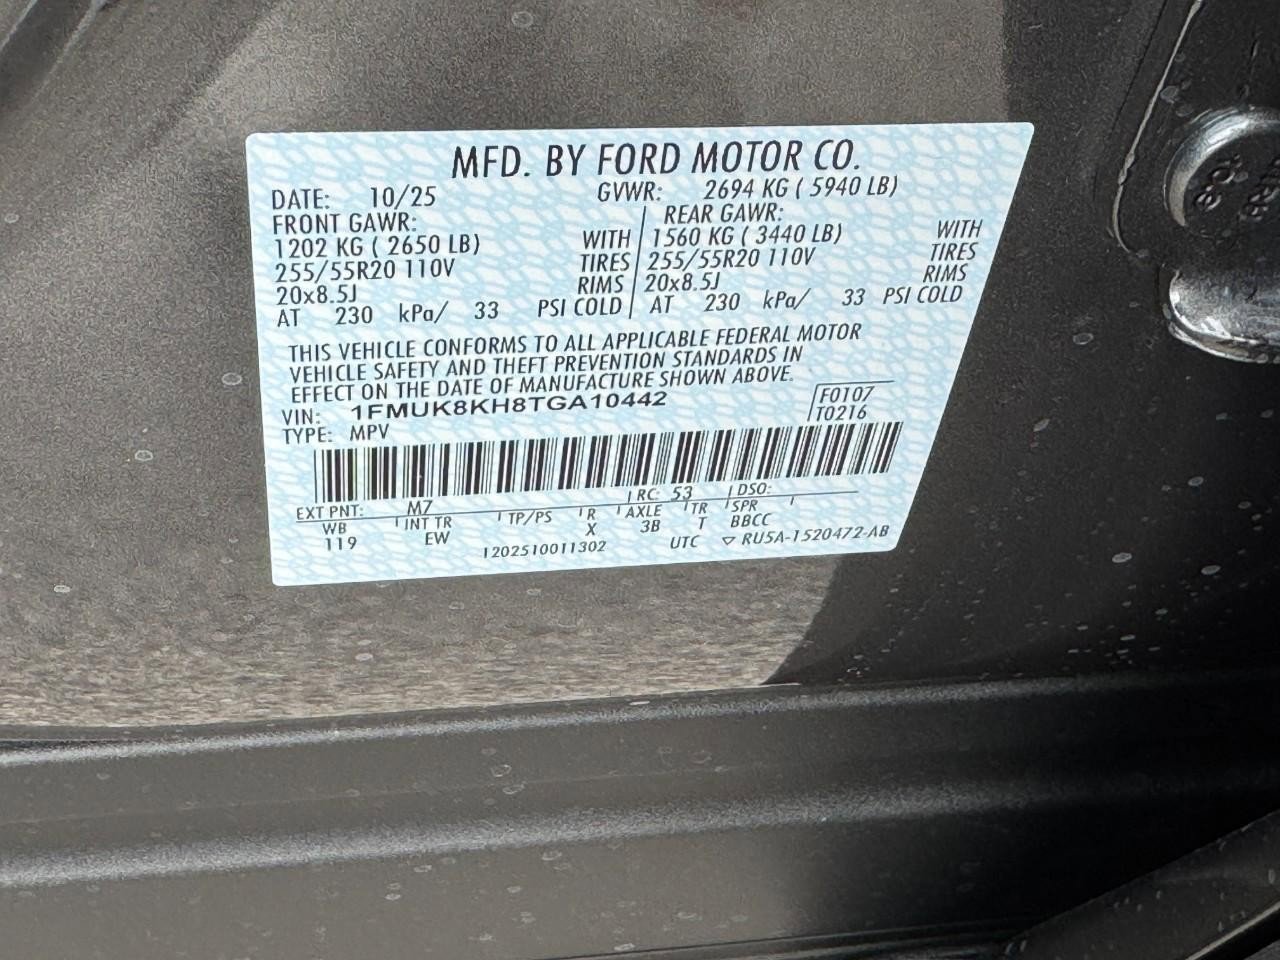 MFD. BY FORD MOTOR CO.
DATE: 10/25 GVWR: 2694 KG ( 5940 LB)
FRONT GAWR: REAR GAWR:
1202 KG ( 2650 LB) WITH 1560 KG ( 3440 LB) WITH
255/55R20 110V TIRES 255/55R20 110V TIRES
20x8.5J RIMS 20x8.5J RIMS
AT 230 kPa/ 33 PSI COLD AT 230 kPa/ 33 PSI COLD
THIS VEHICLE CONFORMS TO ALL APPLICABLE FEDERAL MOTOR
VEHICLE SAFETY AND THEFT PREVENTION STANDARDS IN
EFFECT ON THE DATE OF MANUFACTURE SHOWN ABOVE.
VIN: 1FMUK8KH8TGA10442 F0107
TYPE: MPV T0216
EXT PNT: M7 RC: 53 DSO:
WB INT TR TP/PS R AXLE TR SPR
119 EW X 3B T BBCC
1202510011302 UTC ▽ RU5A-1520472-AB